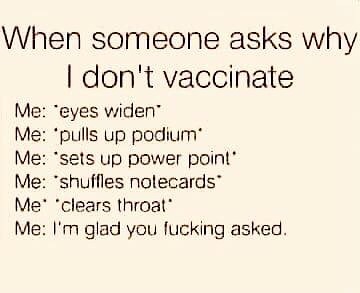 When someone asks why
I don't vaccinate
Me: *eyes widen*
Me: *pulls up podium*
Me: *sets up power point*
Me: *shuffles notecards*
Me* *clears throat*
Me: I'm glad you fucking asked.